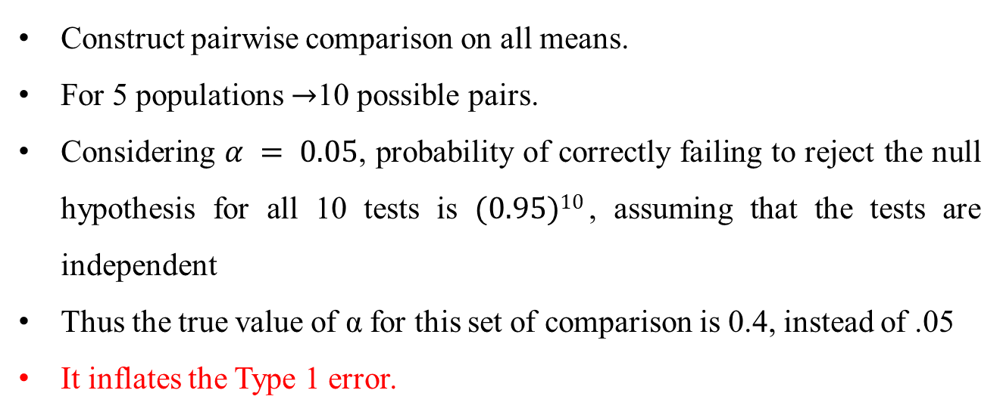 • Construct pairwise comparison on all means.
• For 5 populations →10 possible pairs.
• Considering 𝛼 = 0.05, probability of correctly failing to reject the null
hypothesis for all 10 tests is (0.95)¹⁰, assuming that the tests are
independent
• Thus the true value of α for this set of comparison is 0.4, instead of .05
• It inflates the Type 1 error.